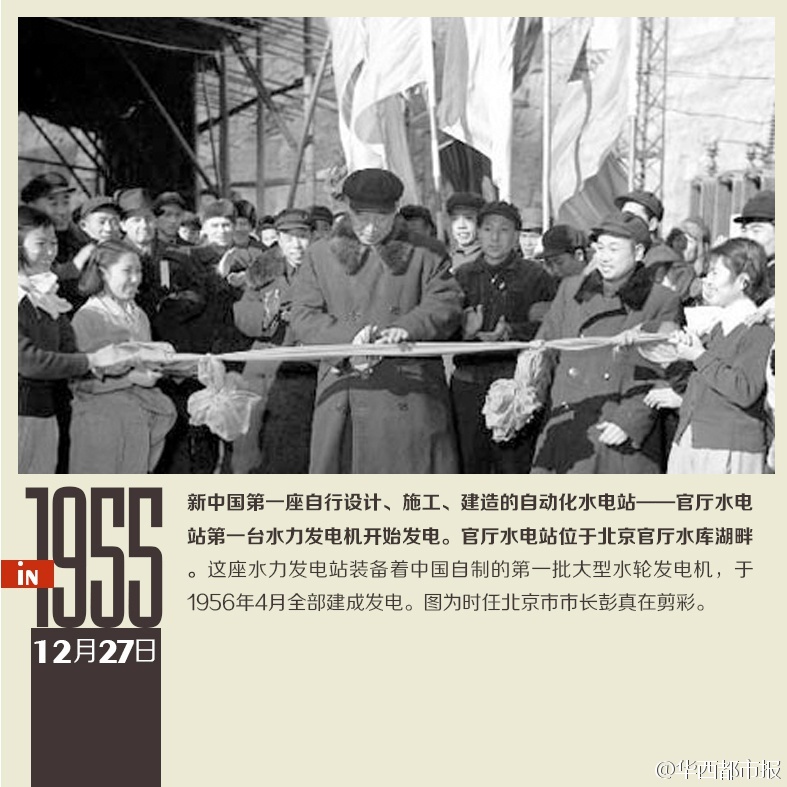 1955
in
12月27日
新中国第一座自行设计、施工、建造的自动化水电站——官厅水电
站第一台水力发电机开始发电。官厅水电站位于北京官厅水库湖畔
。这座水力发电站装备着中国自制的第一批大型水轮发电机，于
1956年4月全部建成发电。图为时任北京市市长彭真在剪彩。
@华西都市报